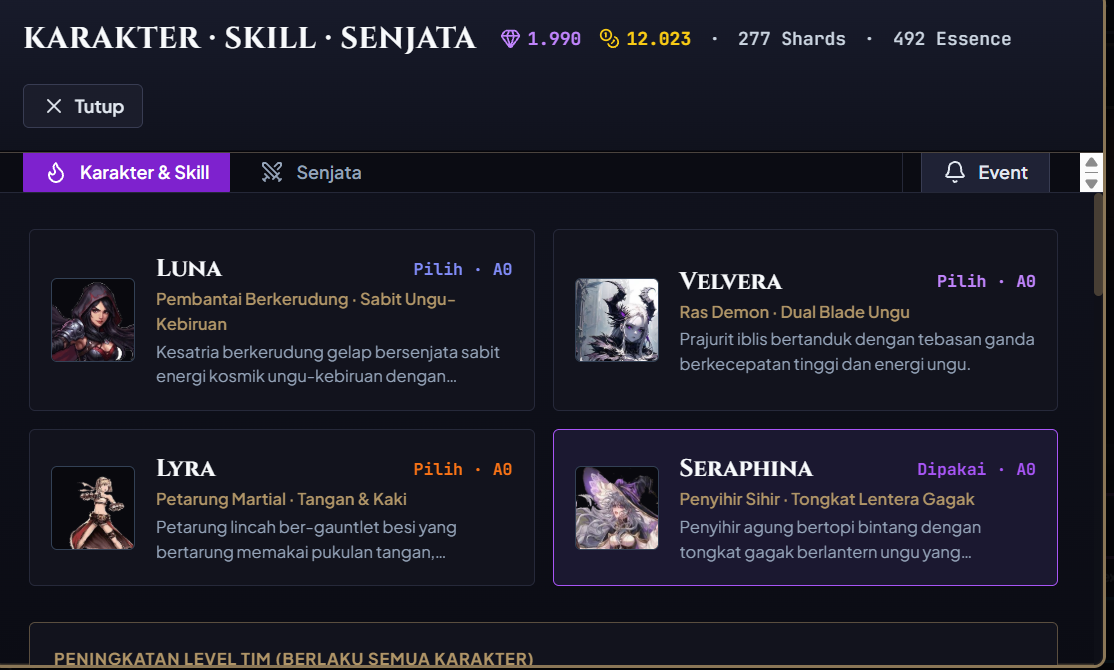 KARAKTER · SKILL · SENJATA 1.990 12.023 · 277 Shards · 492 Essence
Tutup
Karakter & Skill Senjata Event
LUNA Pilih · A0
Pembantai Berkerudung · Sabit Ungu-
Kebiruan
Kesatria berkerudung gelap bersenjata sabit
energi kosmik ungu-kebiruan dengan…
VELVERA Pilih · A0
Ras Demon · Dual Blade Ungu
Prajurit iblis bertanduk dengan tebasan ganda
berkecepatan tinggi dan energi ungu.
LYRA Pilih · A0
Petarung Martial · Tangan & Kaki
Petarung lincah ber-gauntlet besi yang
bertarung memakai pukulan tangan,…
SERAPHINA Dipakai · A0
Penyihir Sihir · Tongkat Lentera Gagak
Penyihir agung bertopi bintang dengan
tongkat gagak berlantern ungu yang…
PENINGKATAN LEVEL TIM (BERLAKU SEMUA KARAKTER)